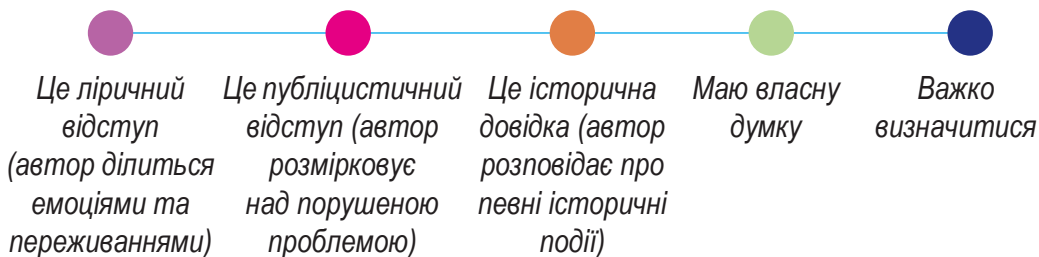 Це ліричний
відступ
(автор ділиться
емоціями та
переживаннями)
Це публіцистичний
відступ (автор
розмірковує
над порушеною
проблемою)
Це історична
довідка (автор
розповідає про
певні історичні
події)
Маю власну
думку
Важко
визначитися